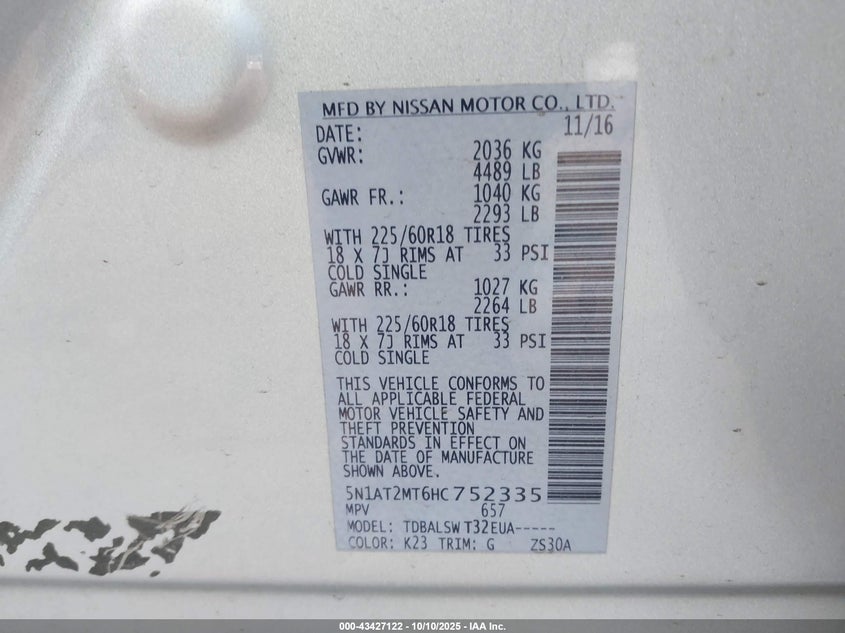 MFD BY NISSAN MOTOR CO., LTD.
DATE: 11/16
GVWR: 2036 KG
4489 LB
GAWR FR.: 1040 KG
2293 LB
WITH 225/60R18 TIRES
18 X 7J RIMS AT 33 PSI
COLD SINGLE
GAWR RR.: 1027 KG
2264 LB
WITH 225/60R18 TIRES
18 X 7J RIMS AT 33 PSI
COLD SINGLE
THIS VEHICLE CONFORMS TO
ALL APPLICABLE FEDERAL
MOTOR VEHICLE SAFETY AND
THEFT PREVENTION
STANDARDS IN EFFECT ON
THE DATE OF MANUFACTURE
SHOWN ABOVE.
5N1AT2MT6HC752335
MPV 657
MODEL: TDBALSW T32EUA-----
COLOR: K23 TRIM: G ZS30A
000-43427122 - 10/10/2025 - IAA Inc.